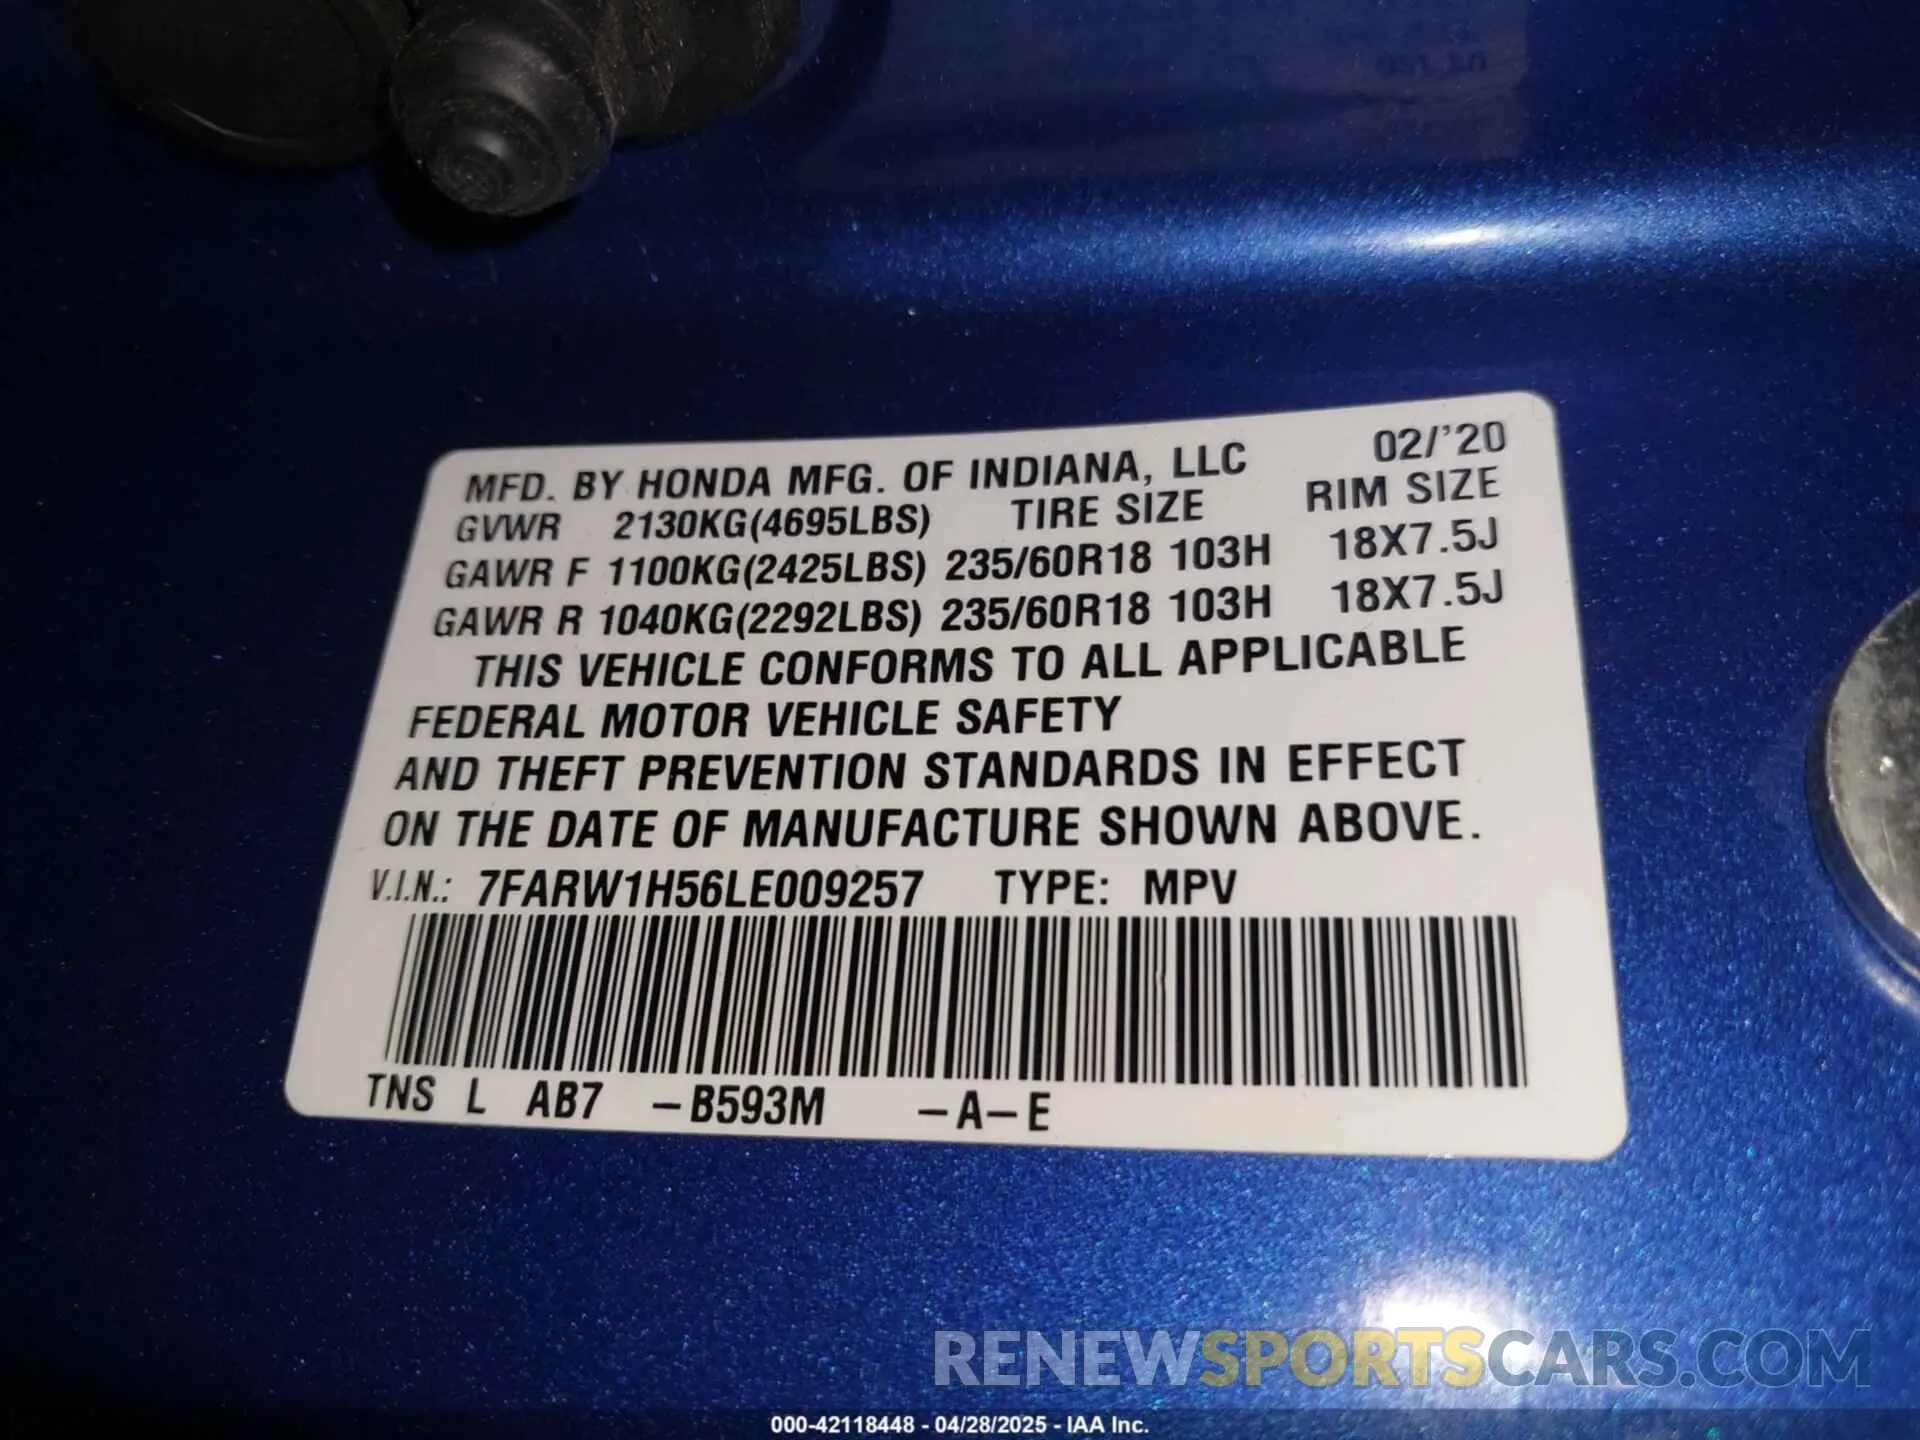 MFD. BY HONDA MFG. OF INDIANA, LLC 02/'20
GVWR 2130KG(4695LBS) TIRE SIZE RIM SIZE
GAWR F 1100KG(2425LBS) 235/60R18 103H 18X7.5J
GAWR R 1040KG(2292LBS) 235/60R18 103H 18X7.5J
THIS VEHICLE CONFORMS TO ALL APPLICABLE
FEDERAL MOTOR VEHICLE SAFETY
AND THEFT PREVENTION STANDARDS IN EFFECT
ON THE DATE OF MANUFACTURE SHOWN ABOVE.
V.I.N.: 7FARW1H56LE009257 TYPE: MPV
TNS L AB7 -B593M -A-E
RENEWSPORTSCARS.COM
000-42118448 - 04/28/2025 - IAA Inc.